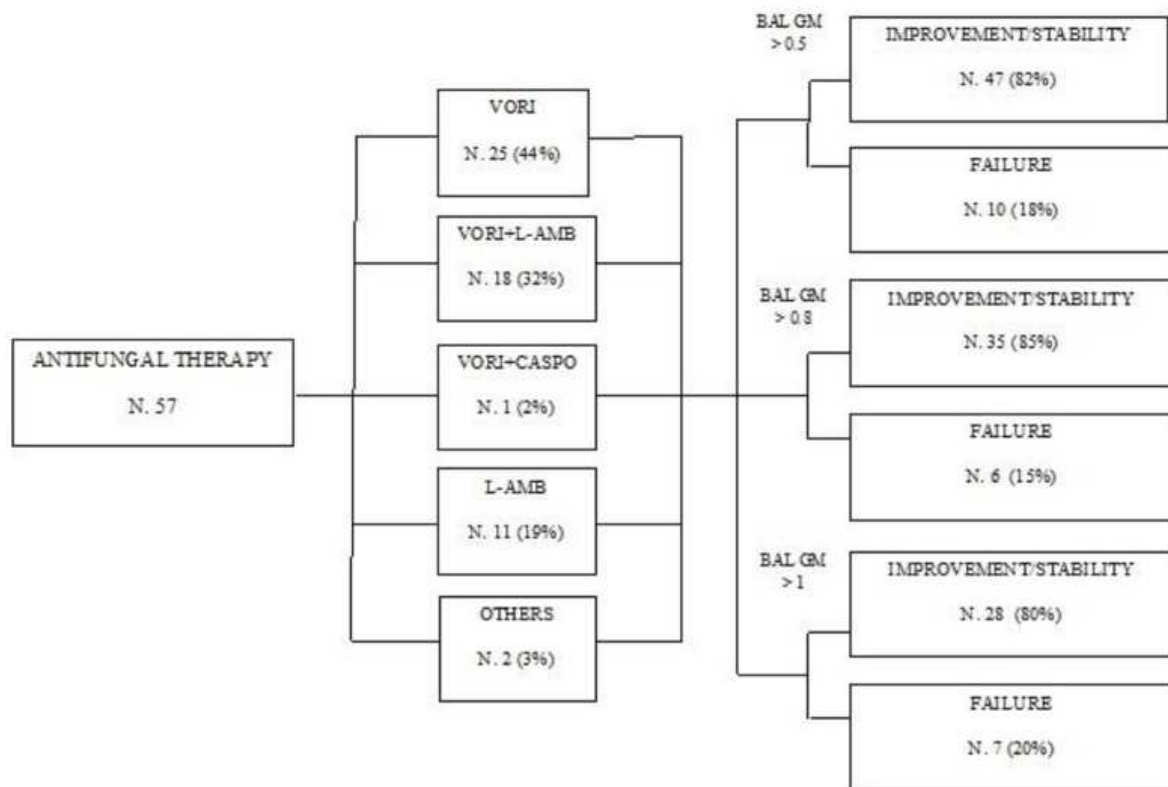 ANTIFUNGAL THERAPY
N. 57
VORI
N. 25 (44%)
VORI+L-AMB
N. 18 (32%)
VORI+CASPO
N. 1 (2%)
L-AMB
N. 11 (19%)
OTHERS
N. 2 (3%)
BAL GM
> 0.5
IMPROVEMENT/STABILITY
N. 47 (82%)
FAILURE
N. 10 (18%)
BAL GM
> 0.8
IMPROVEMENT/STABILITY
N. 35 (85%)
FAILURE
N. 6 (15%)
BAL GM
> 1
IMPROVEMENT/STABILITY
N. 28 (80%)
FAILURE
N. 7 (20%)